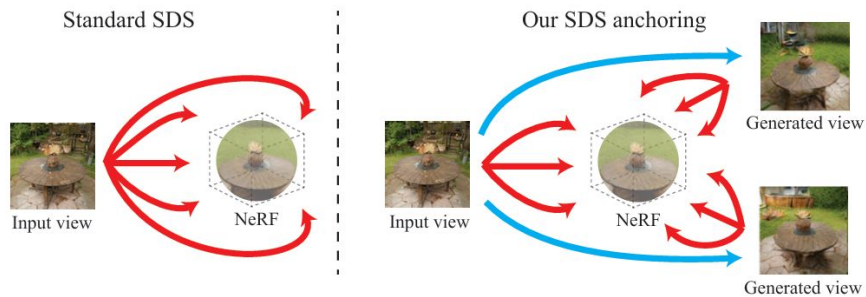 Standard SDS
Our SDS anchoring
Input view
NeRF
Input view
NeRF
Generated view
Generated view